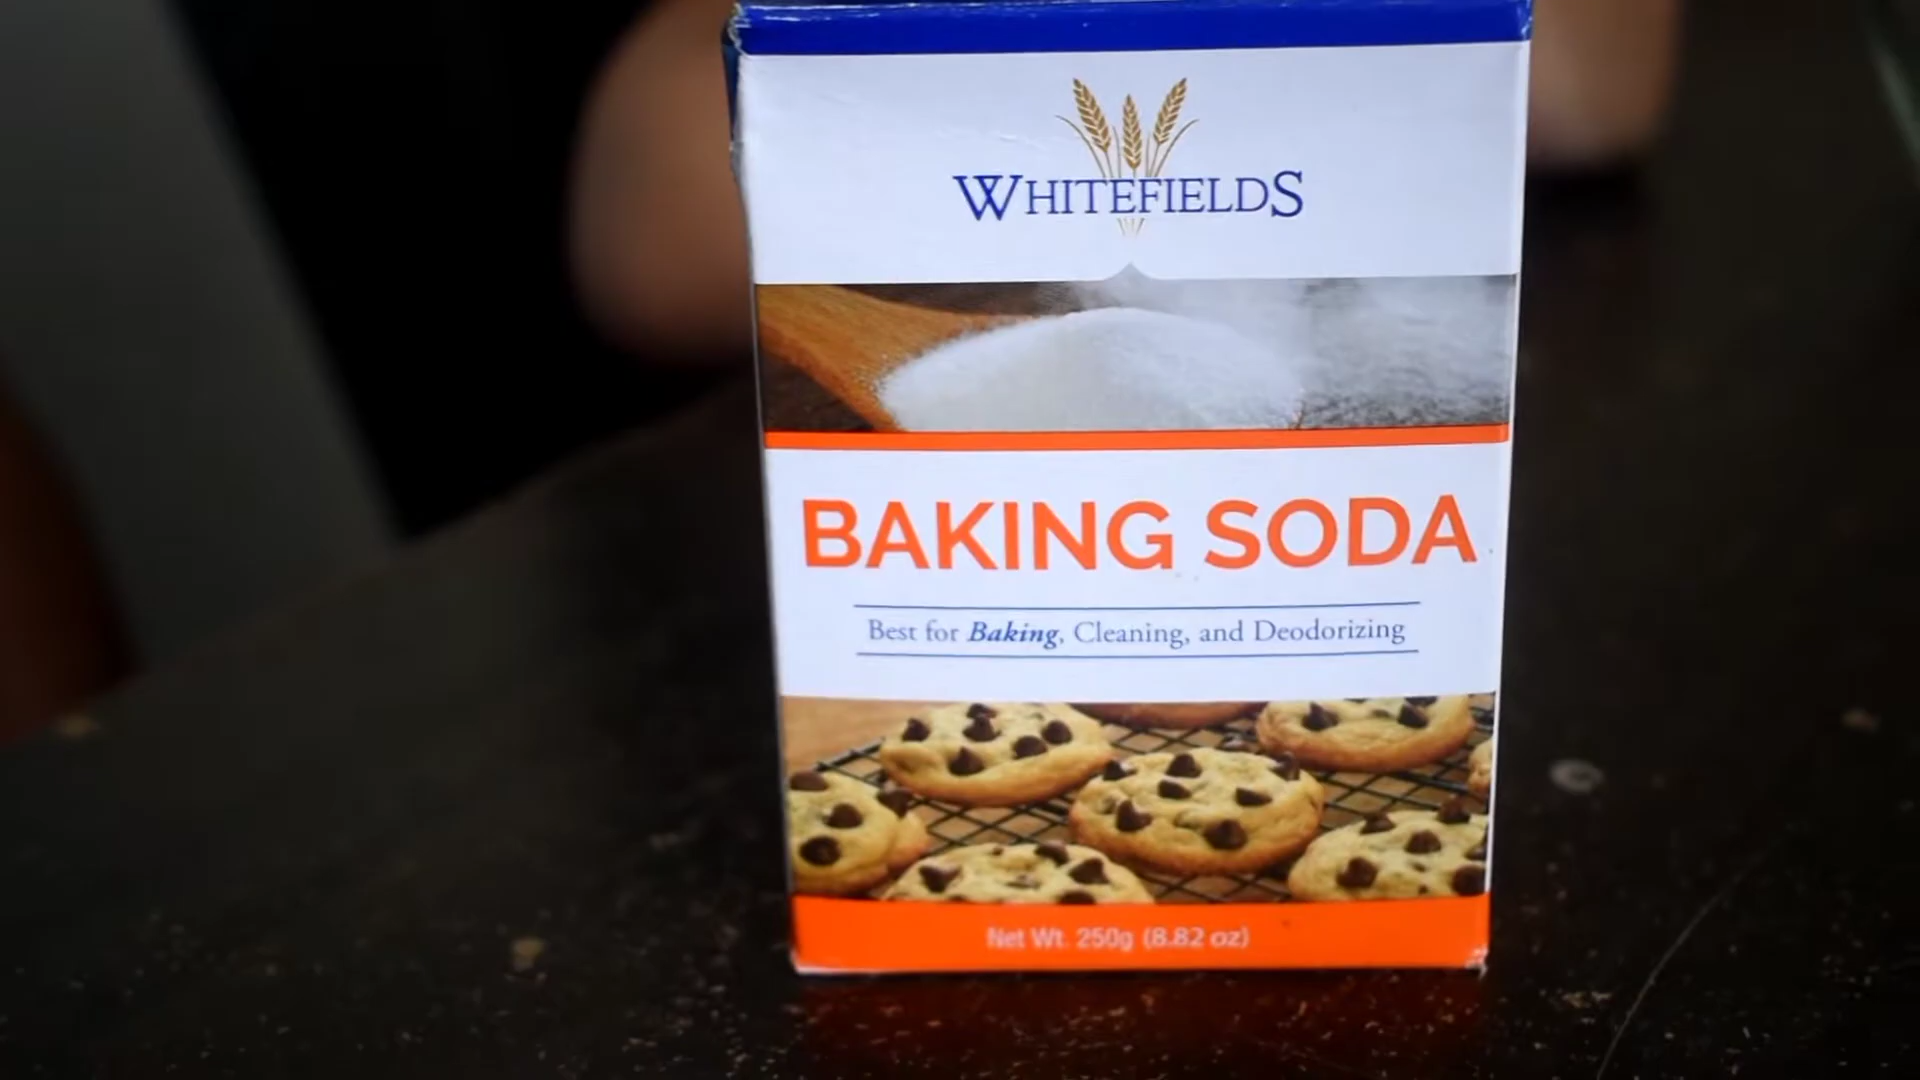 WHITEFIELDS
BAKING SODA
Best for Baking, Cleaning, and Deodorizing
Net Wt. 250g (8.82 oz)